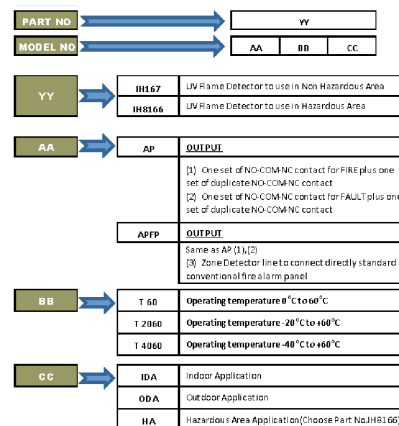 PART NO
YY
MODEL NO
AA BB CC
YY
IH167 UV Flame Detector to use in Non Hazardous Area
IH8166 UV Flame Detector to use in Hazardous Area
AA
AP OUTPUT
(1) One set of NO-COM-NC contact for FIRE plus one
set of duplicate NO-COM-NC contact
(2) One set of NO-COM-NC contact for FAULT plus one
set of duplicate NO-COM-NC contact
APFP OUTPUT
Same as AP (1),(2)
(3) Zone Detector line to connect directly standard
conventional fire alarm panel
BB
T 60 Operating temperature 0°C to 60°C
T 2060 Operating temperature -20°C to +60°C
T 4060 Operating temperature -40°C to +60°C
CC
IDA Indoor Application
ODA Outdoor Application
HA Hazardous Area Application(Choose Part No.IH8166)